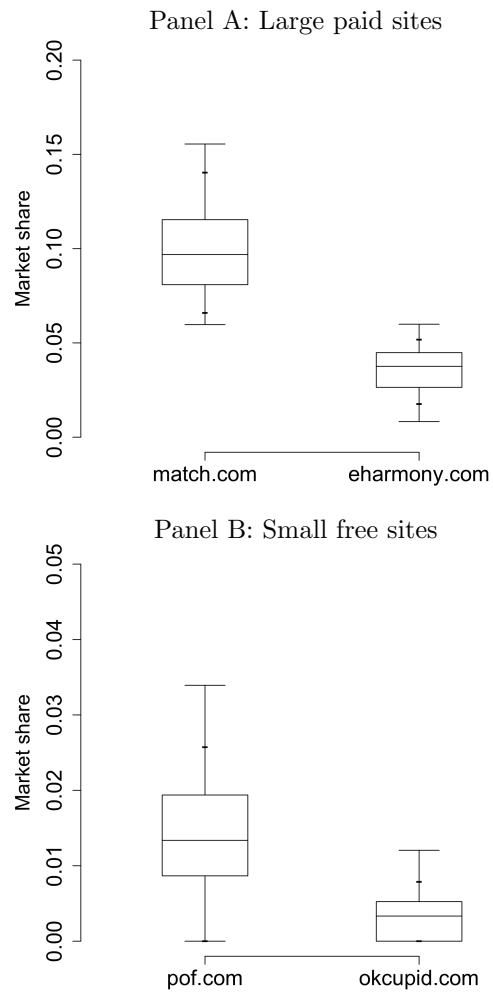 Panel A: Large paid sites
0.20
0.15
0.10
0.05
0.00
Market share
match.com eharmony.com
Panel B: Small free sites
0.05
0.04
0.03
0.02
0.01
0.00
Market share
pof.com okcupid.com